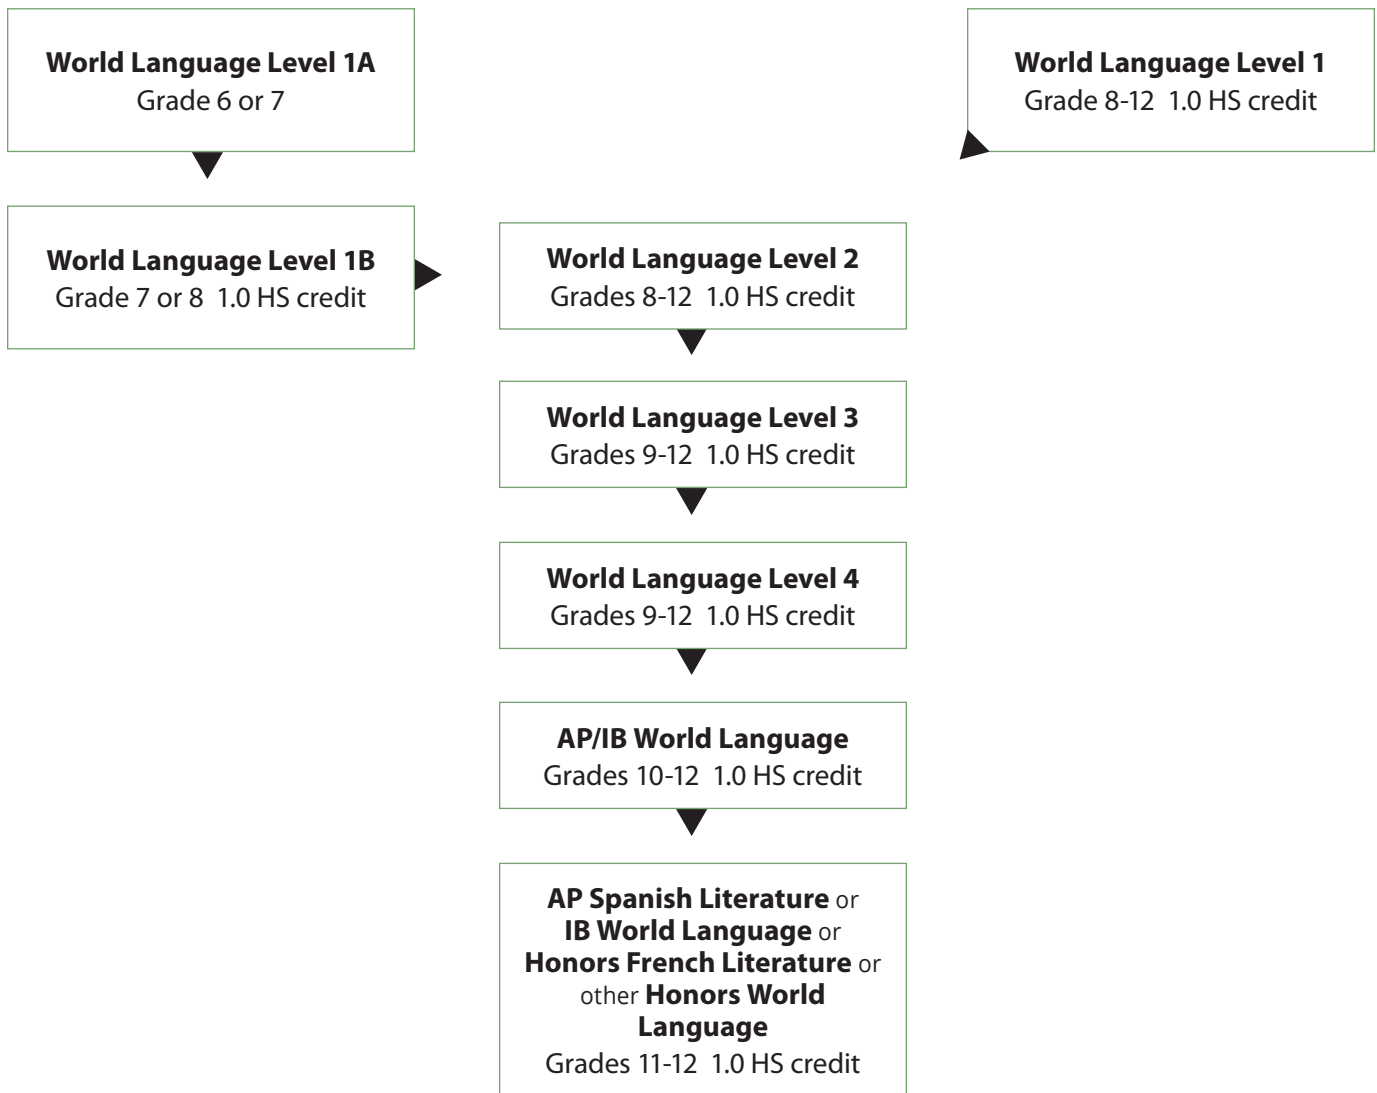 World Language Level 1A
Grade 6 or 7
World Language Level 1
Grade 8-12 1.0 HS credit
World Language Level 1B
Grade 7 or 8 1.0 HS credit
World Language Level 2
Grades 8-12 1.0 HS credit
World Language Level 3
Grades 9-12 1.0 HS credit
World Language Level 4
Grades 9-12 1.0 HS credit
AP/IB World Language
Grades 10-12 1.0 HS credit
AP Spanish Literature or
IB World Language or
Honors French Literature or
other Honors World
Language
Grades 11-12 1.0 HS credit